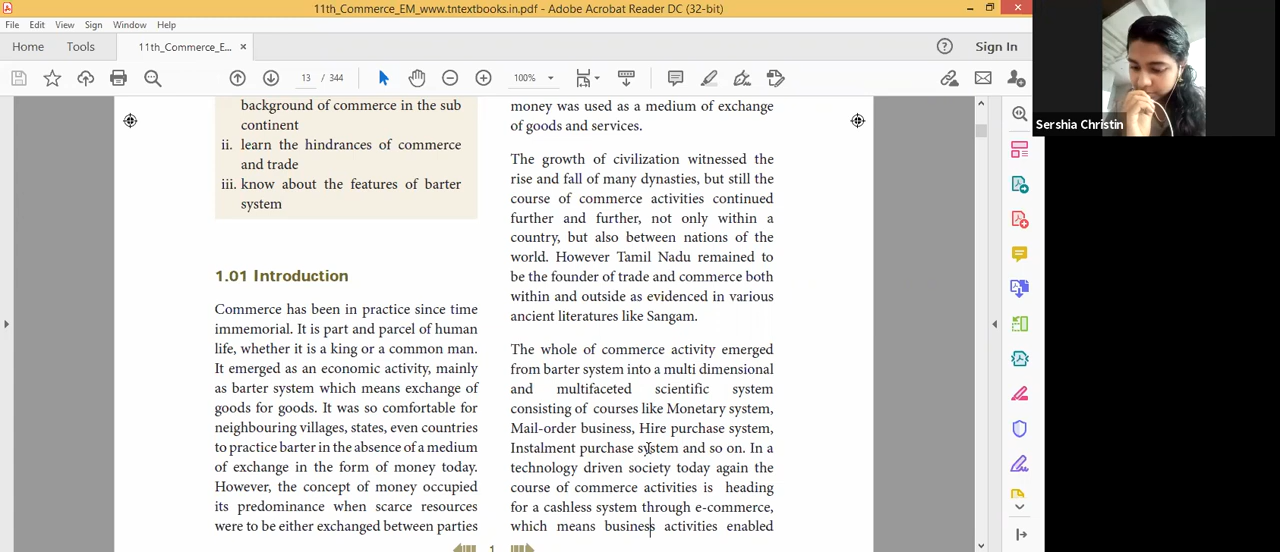 11th_Commerce_EM_www.tntextbooks.in.pdf - Adobe Acrobat Reader DC (32-bit)
File Edit View Sign Window Help
Home Tools 11th_Commerce_E... × Sign In
13 / 344 100%
Sershia Christin
background of commerce in the sub
continent
ii. learn the hindrances of commerce
and trade
iii. know about the features of barter
system
1.01 Introduction
Commerce has been in practice since time
immemorial. It is part and parcel of human
life, whether it is a king or a common man.
It emerged as an economic activity, mainly
as barter system which means exchange of
goods for goods. It was so comfortable for
neighbouring villages, states, even countries
to practice barter in the absence of a medium
of exchange in the form of money today.
However, the concept of money occupied
its predominance when scarce resources
were to be either exchanged between parties
money was used as a medium of exchange
of goods and services.
The growth of civilization witnessed the
rise and fall of many dynasties, but still the
course of commerce activities continued
further and further, not only within a
country, but also between nations of the
world. However Tamil Nadu remained to
be the founder of trade and commerce both
within and outside as evidenced in various
ancient literatures like Sangam.
The whole of commerce activity emerged
from barter system into a multi dimensional
and multifaceted scientific system
consisting of courses like Monetary system,
Mail-order business, Hire purchase system,
Instalment purchase system and so on. In a
technology driven society today again the
course of commerce activities is heading
for a cashless system through e-commerce,
which means business activities enabled
1